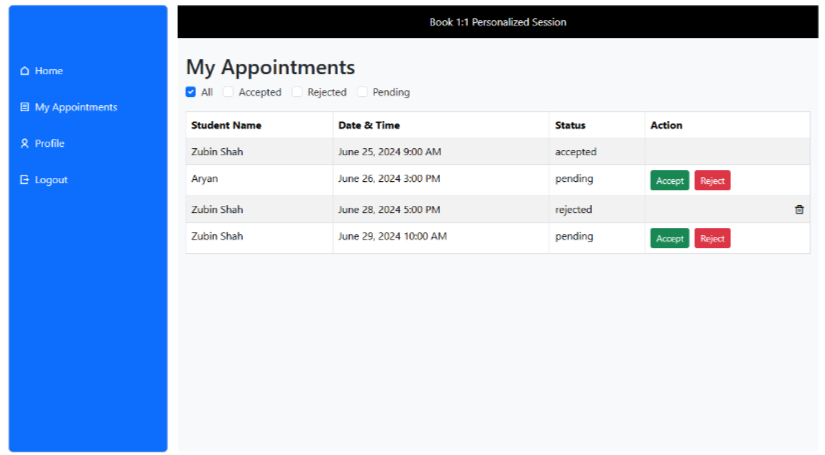 Book 1:1 Personalized Session
Home
My Appointments
Profile
Logout
My Appointments
All Accepted Rejected Pending
Student Name Date & Time Status Action
Zubin Shah June 25, 2024 9:00 AM accepted
Aryan June 26, 2024 3:00 PM pending Accept Reject
Zubin Shah June 28, 2024 5:00 PM rejected
Zubin Shah June 29, 2024 10:00 AM pending Accept Reject